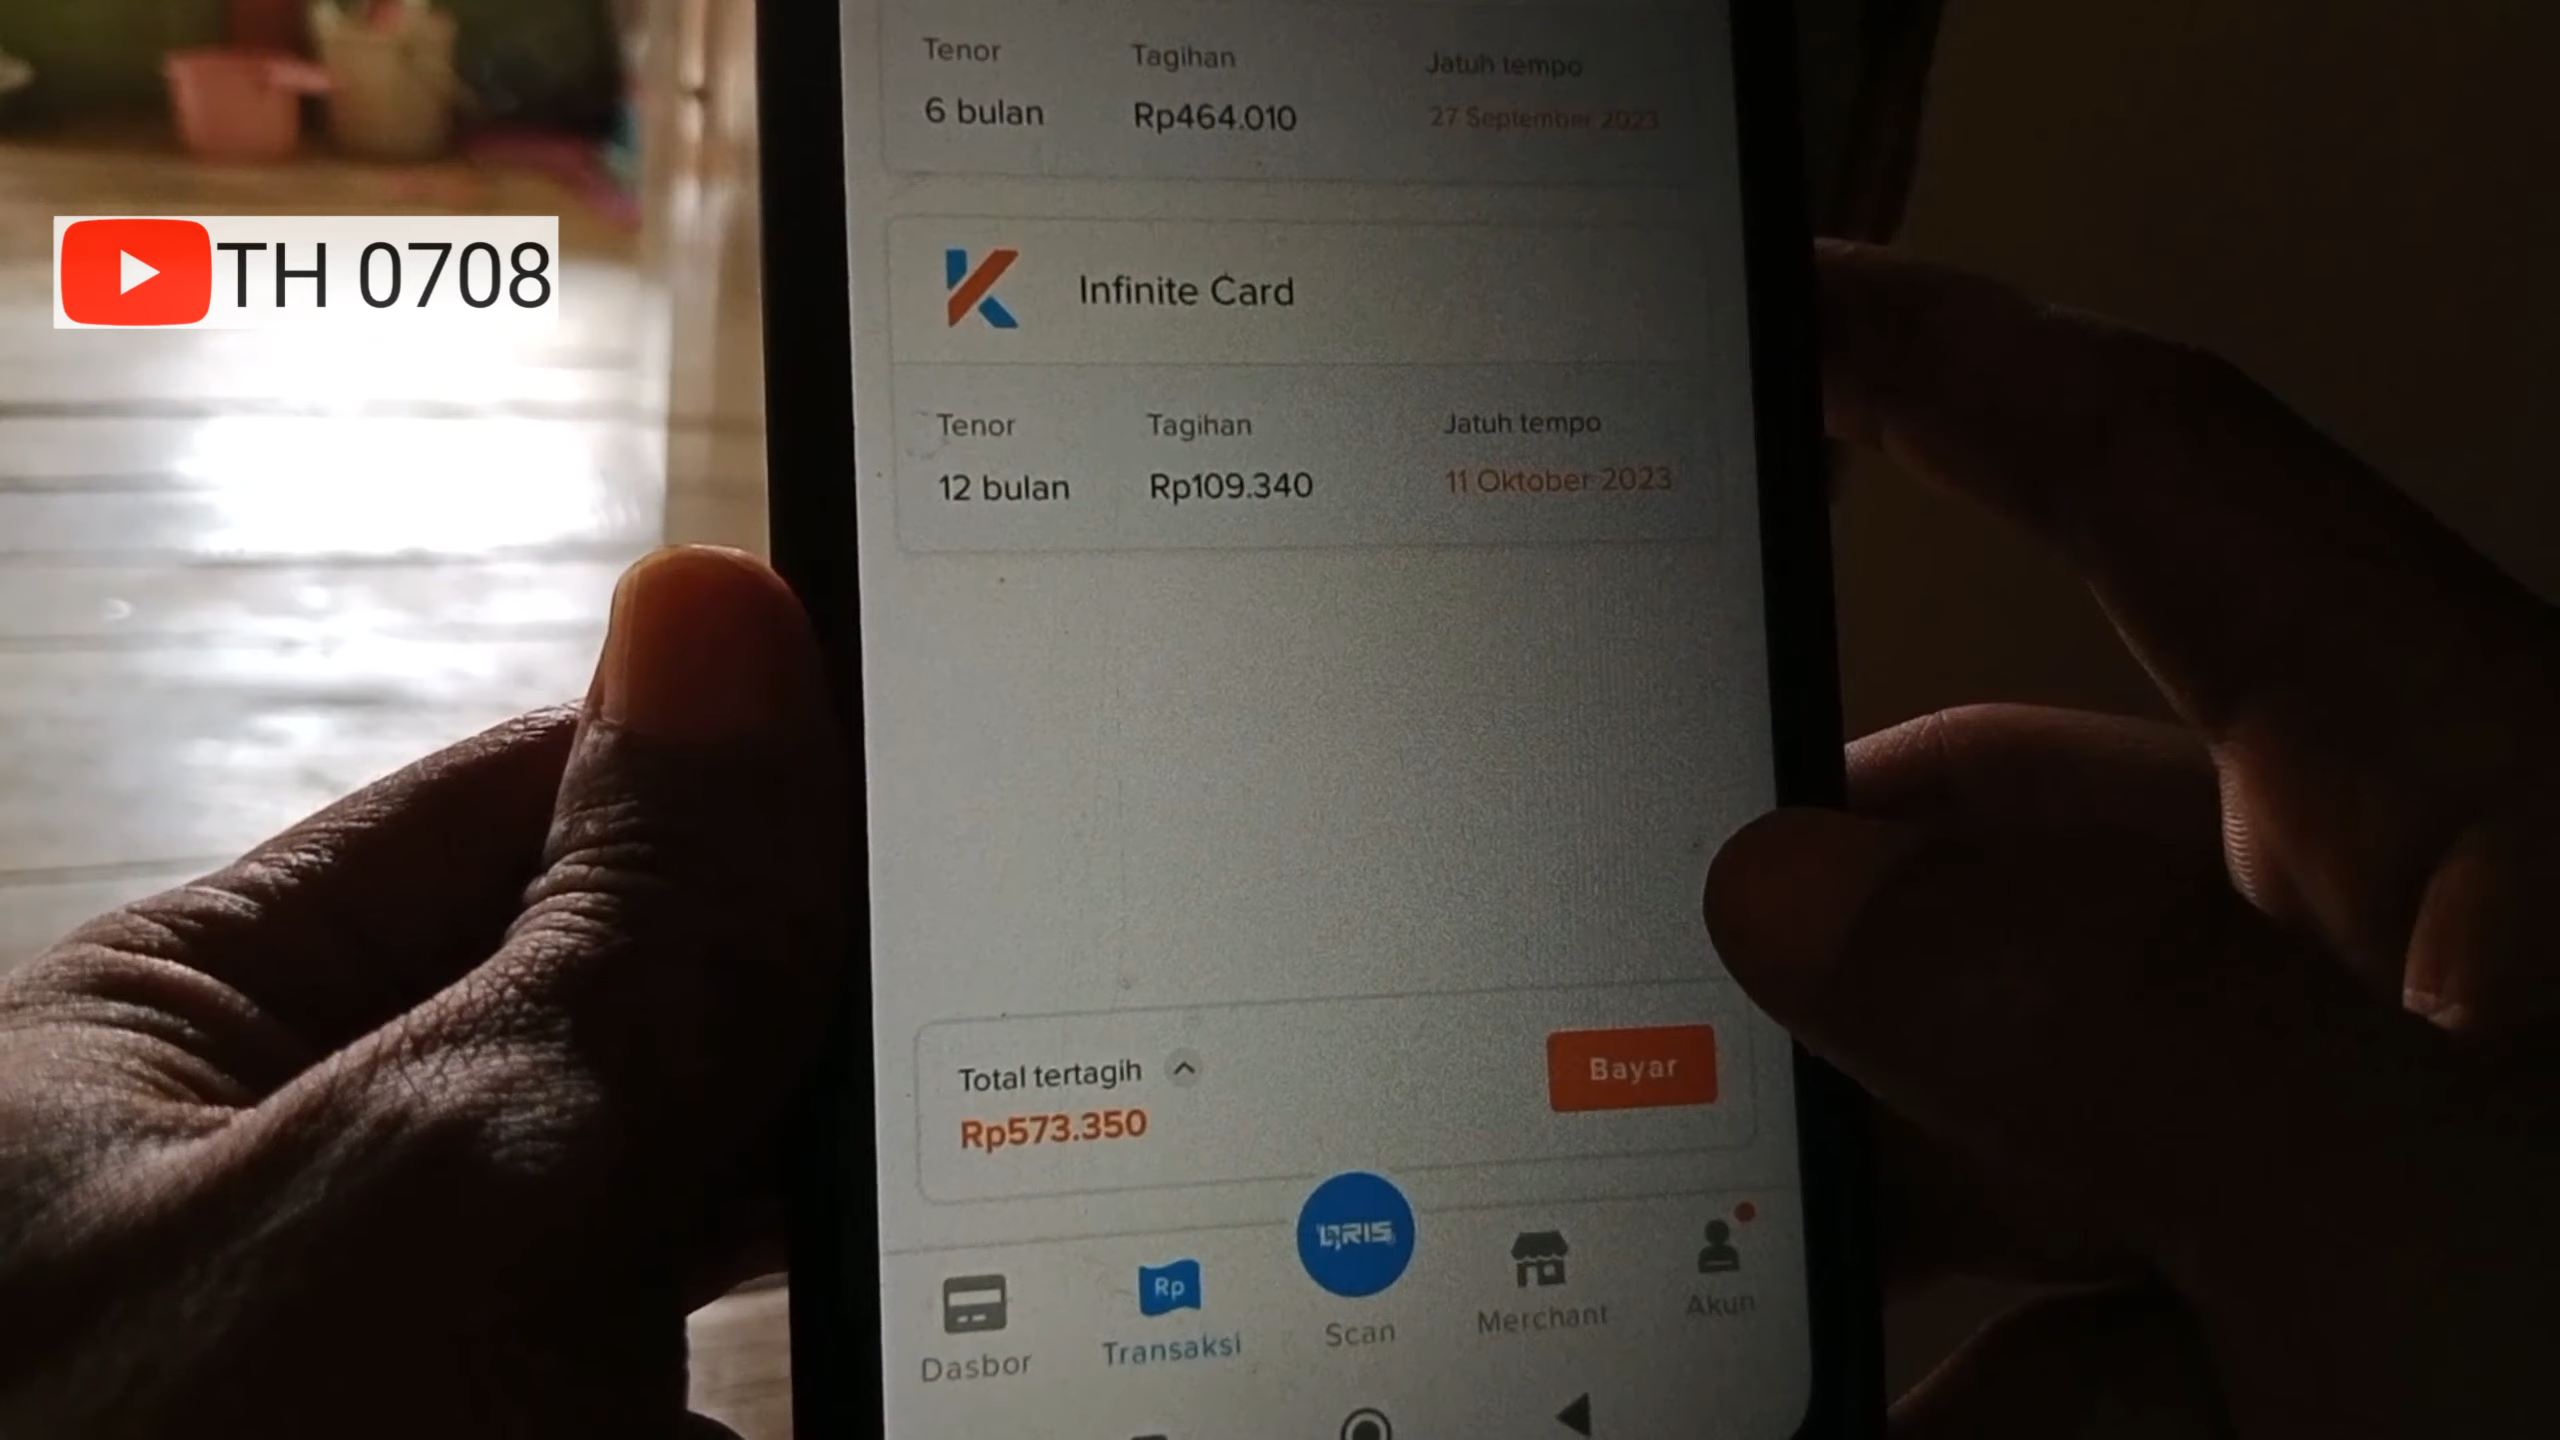 Tenor Tagihan Jatuh tempo
6 bulan Rp464.010 27 September 2023
TH 0708
Infinite Card
Tenor Tagihan Jatuh tempo
12 bulan Rp109.340 11 Oktober 2023
Total tertagih
Bayar
Rp573.350
QRIS
Rp
Dasbor Transaksi Scan Merchant Akun